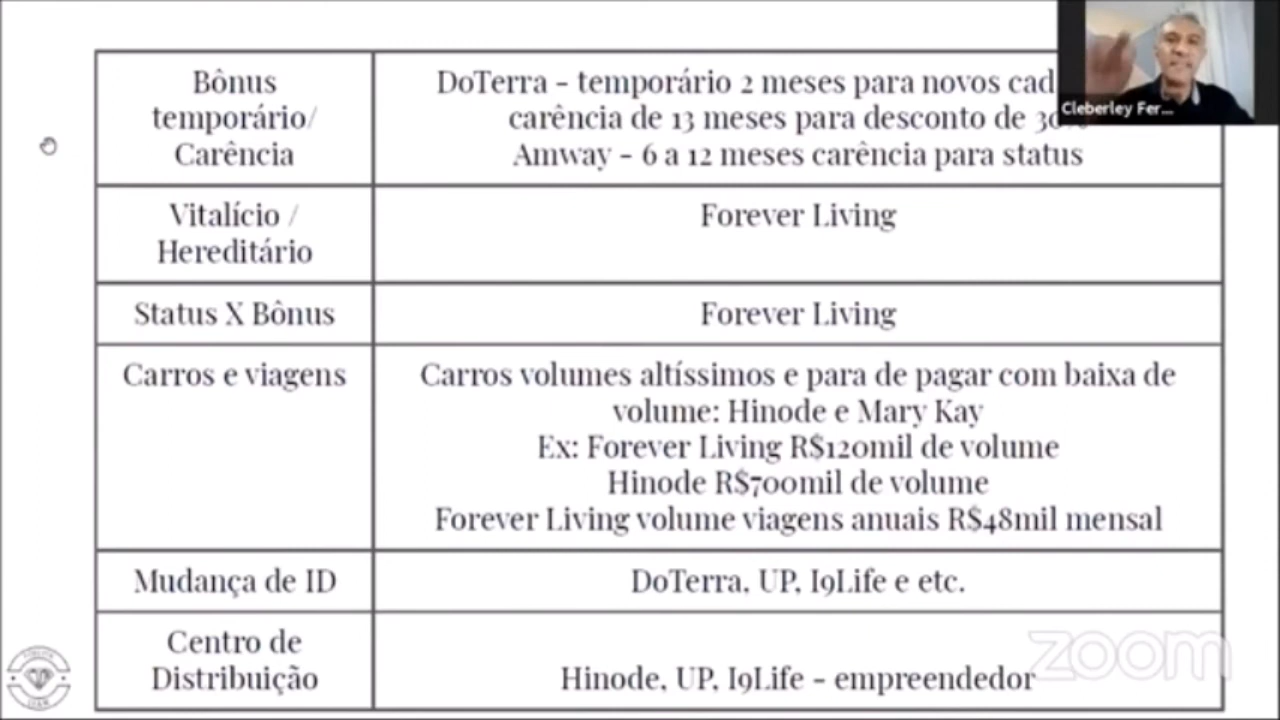 Bônus
temporário/
Carência
DoTerra - temporário 2 meses para novos cad
carência de 13 meses para desconto de 30%
Amway - 6 a 12 meses carência para status
Vitalício /
Hereditário
Forever Living
Status X Bônus
Forever Living
Carros e viagens
Carros volumes altíssimos e para de pagar com baixa de
volume: Hinode e Mary Kay
Ex: Forever Living R$120mil de volume
Hinode R$700mil de volume
Forever Living volume viagens anuais R$48mil mensal
Mudança de ID
DoTerra, UP, I9Life e etc.
Centro de
Distribuição
Hinode, UP, I9Life - empreendedor
Cleberley Fer...
zoom